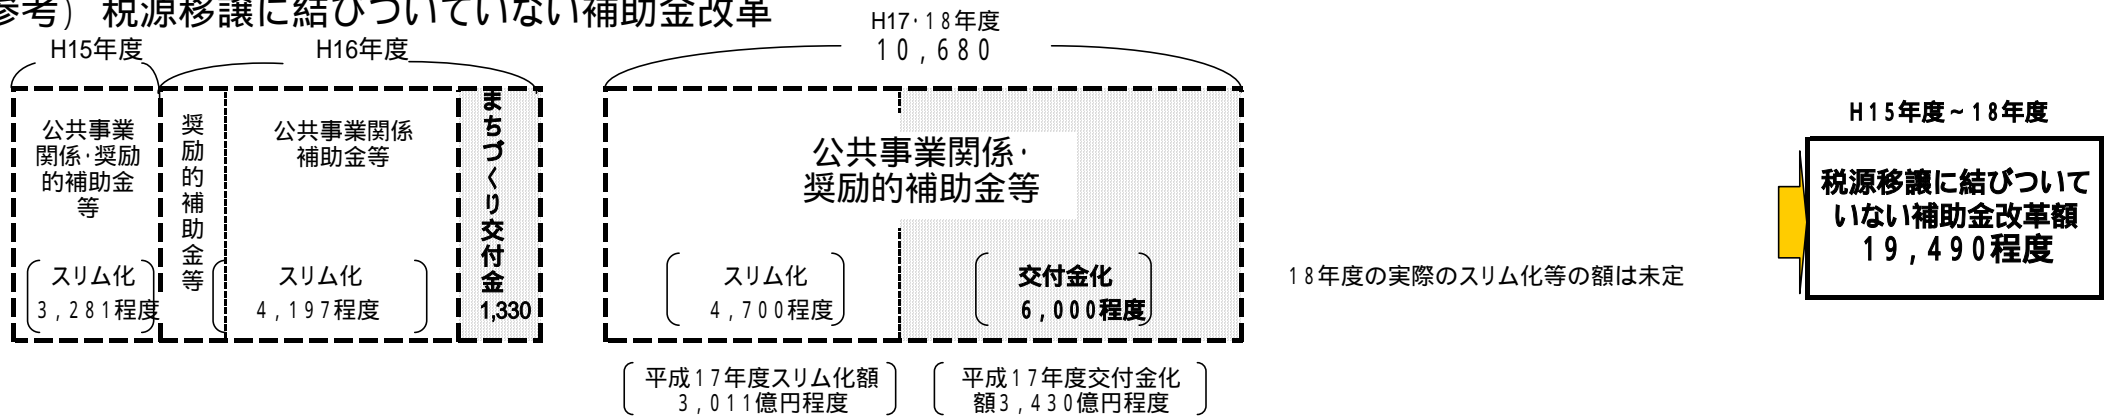 参考） 税源移譲に結びついていない補助金改革
H15年度
H16年度
H17･18年度
10,680
公共事業
関係･奨励
的補助金
等
スリム化
3,281程度
奨励的補助金等
公共事業関係
補助金等
スリム化
4,197程度
まちづくり交付金
1,330
公共事業関係･
奨励的補助金等
スリム化
4,700程度
交付金化
6,000程度
平成17年度スリム化額
3,011億円程度
平成17年度交付金化
額3,430億円程度
18年度の実際のスリム化等の額は未定
H15年度~18年度
税源移譲に結びついて
いない補助金改革額
19,490程度